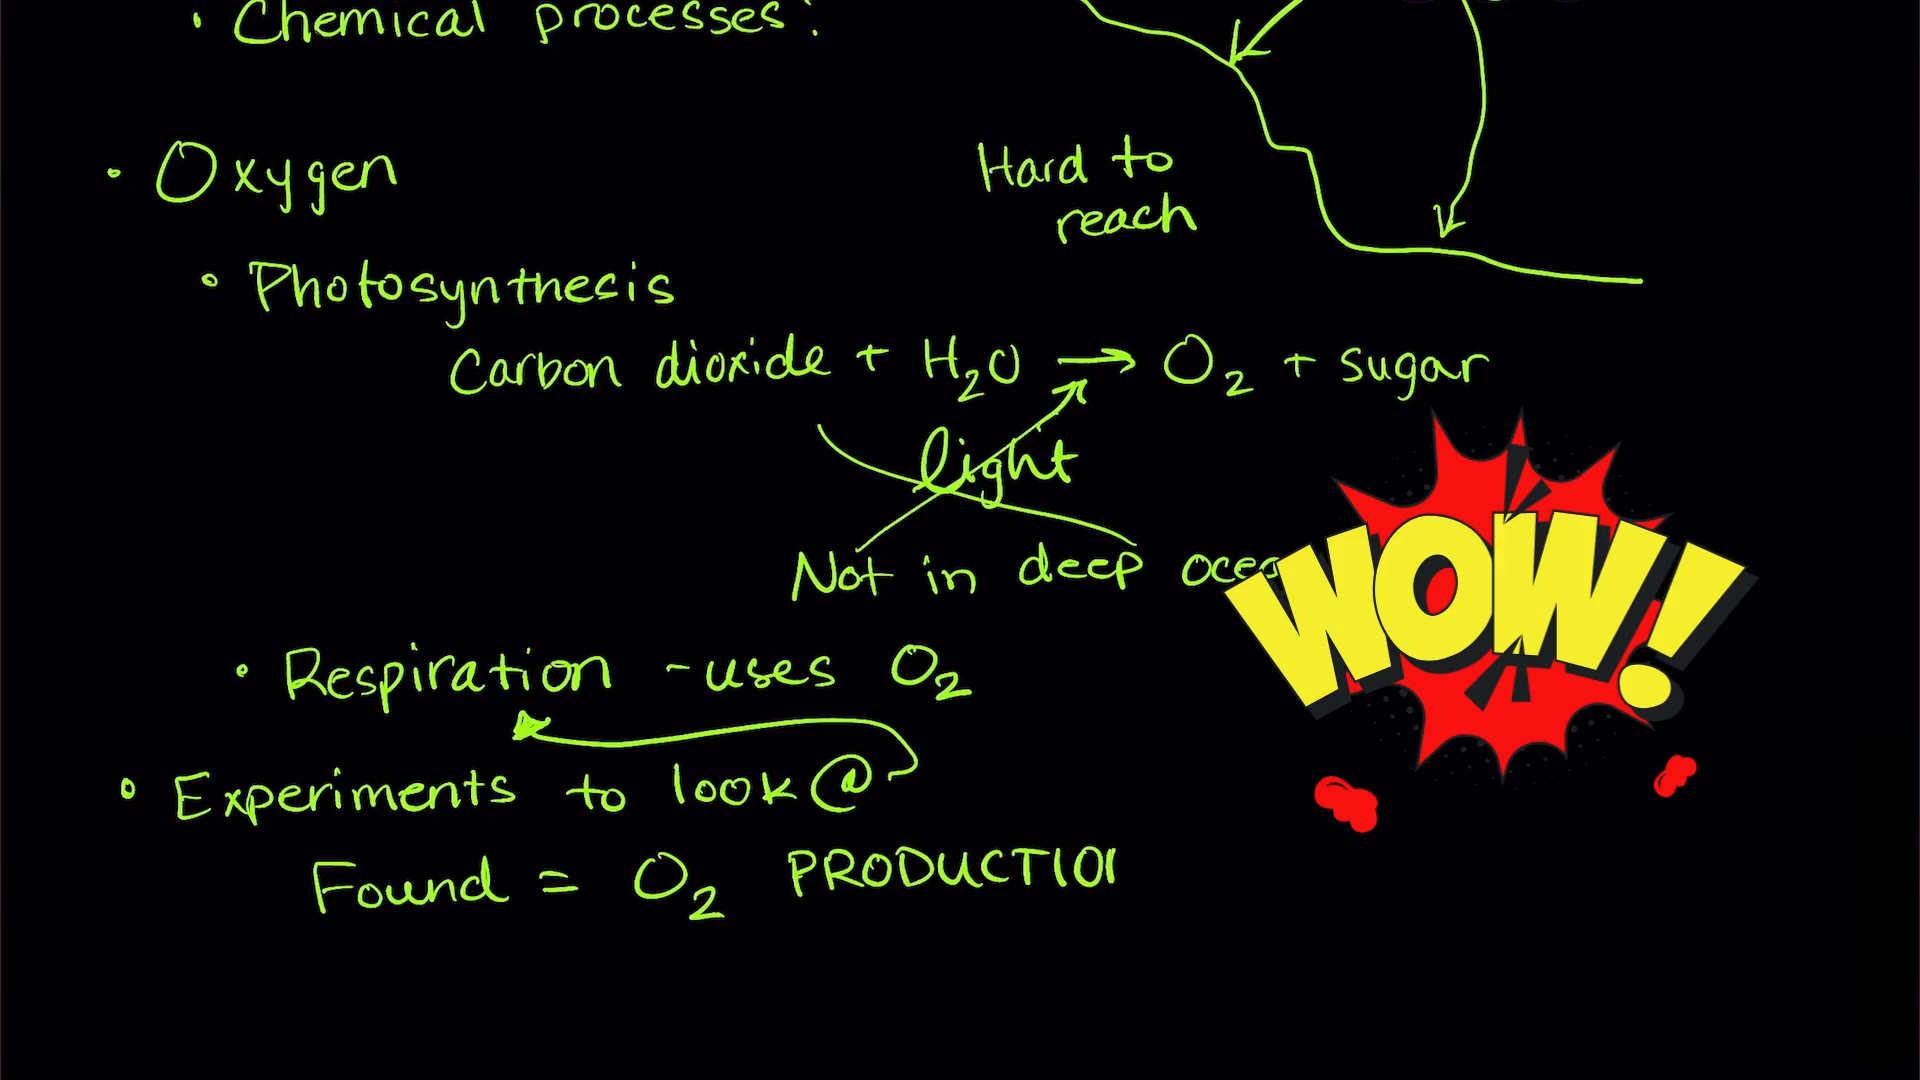 • Chemical processes:
• Oxygen
Hard to
reach
• Photosynthesis
Carbon dioxide + H₂O → O₂ + sugar
light
Not in deep
WOW!
• Respiration - uses O₂
• Experiments to look @
Found = O₂ PRODUCTION